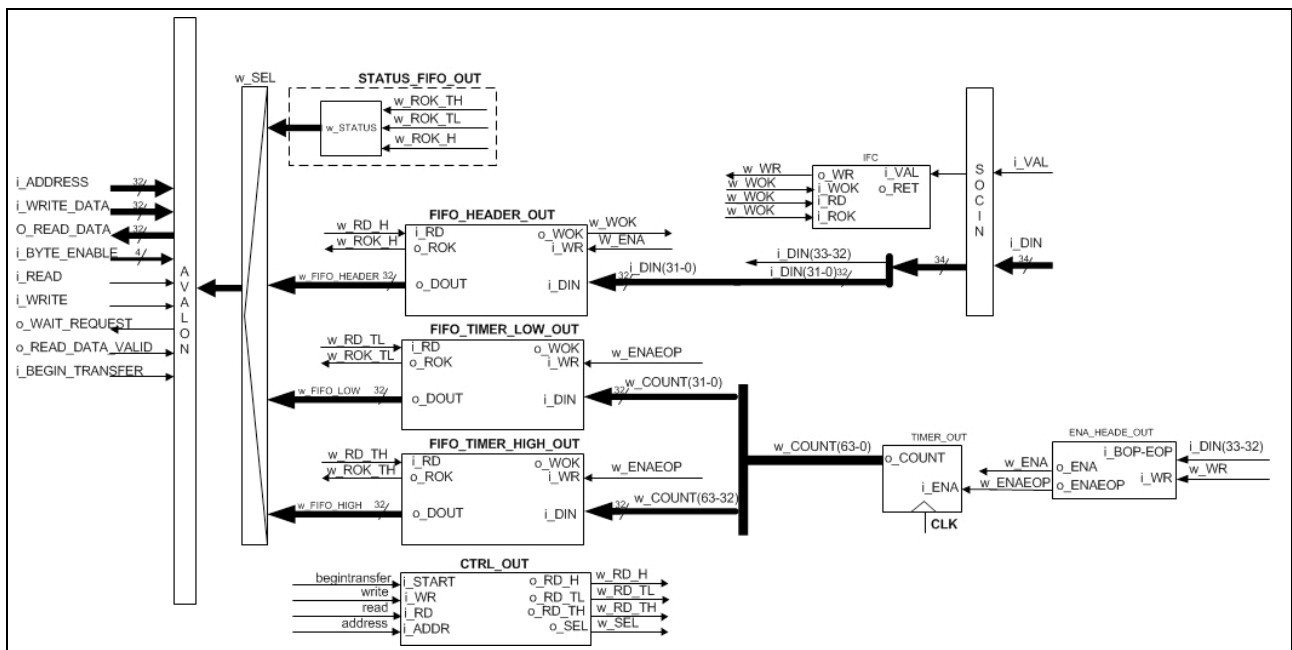 w_SEL
STATUS_FIFO_OUT
w_STATUS
w_ROK_TH
w_ROK_TL
w_ROK_H
i_ADDRESS
32
i_WRITE_DATA
32
O_READ_DATA
32
i_BYTE_ENABLE
4
i_READ
i_WRITE
o_WAIT_REQUEST
o_READ_DATA_VALID
i_BEGIN_TRANSFER
AVALON
FIFO_HEADER_OUT
w_RD_H
w_ROK_H
i_RD
o_ROK
o_WOK
i_WR
w_WOK
W_ENA
w_FIFO_HEADER
32
o_DOUT
i_DIN
32
i_DIN(31-0)
IFC
w_WR
w_WOK
w_WOK
w_WOK
o_WR
i_WOK
i_RD
i_ROK
i_VAL
o_RET
SOCIN
i_VAL
i_DIN
34
34
i_DIN(33-32)
i_DIN(31-0)
32
FIFO_TIMER_LOW_OUT
w_RD_TL
w_ROK_TL
i_RD
o_ROK
o_WOK
i_WR
w_ENAEOP
w_FIFO_LOW
32
o_DOUT
i_DIN
32
w_COUNT(31-0)
FIFO_TIMER_HIGH_OUT
w_RD_TH
w_ROK_TH
i_RD
o_ROK
o_WOK
i_WR
w_ENAEOP
w_FIFO_HIGH
32
o_DOUT
i_DIN
32
w_COUNT(63-32)
w_COUNT(63-0)
TIMER_OUT
o_COUNT
i_ENA
CLK
ENA_HEADE_OUT
w_ENA
w_ENAEOP
i_BOP-EOP
o_ENA
o_ENAEOP
i_WR
i_DIN(33-32)
w_WR
CTRL_OUT
begintransfer
write
read
address
i_START
i_WR
i_RD
i_ADDR
o_RD_H
o_RD_TL
o_RD_TH
o_SEL
w_RD_H
w_RD_TL
w_RD_TH
w_SEL